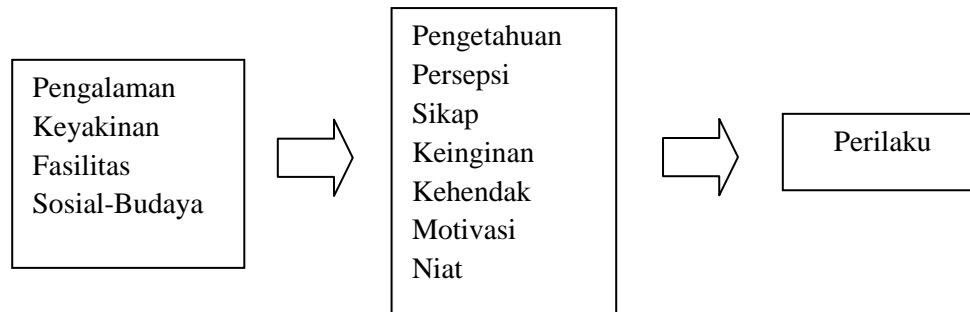 Pengalaman
Keyakinan
Fasilitas
Sosial-Budaya
Pengetahuan
Persepsi
Sikap
Keinginan
Kehendak
Motivasi
Niat
Perilaku